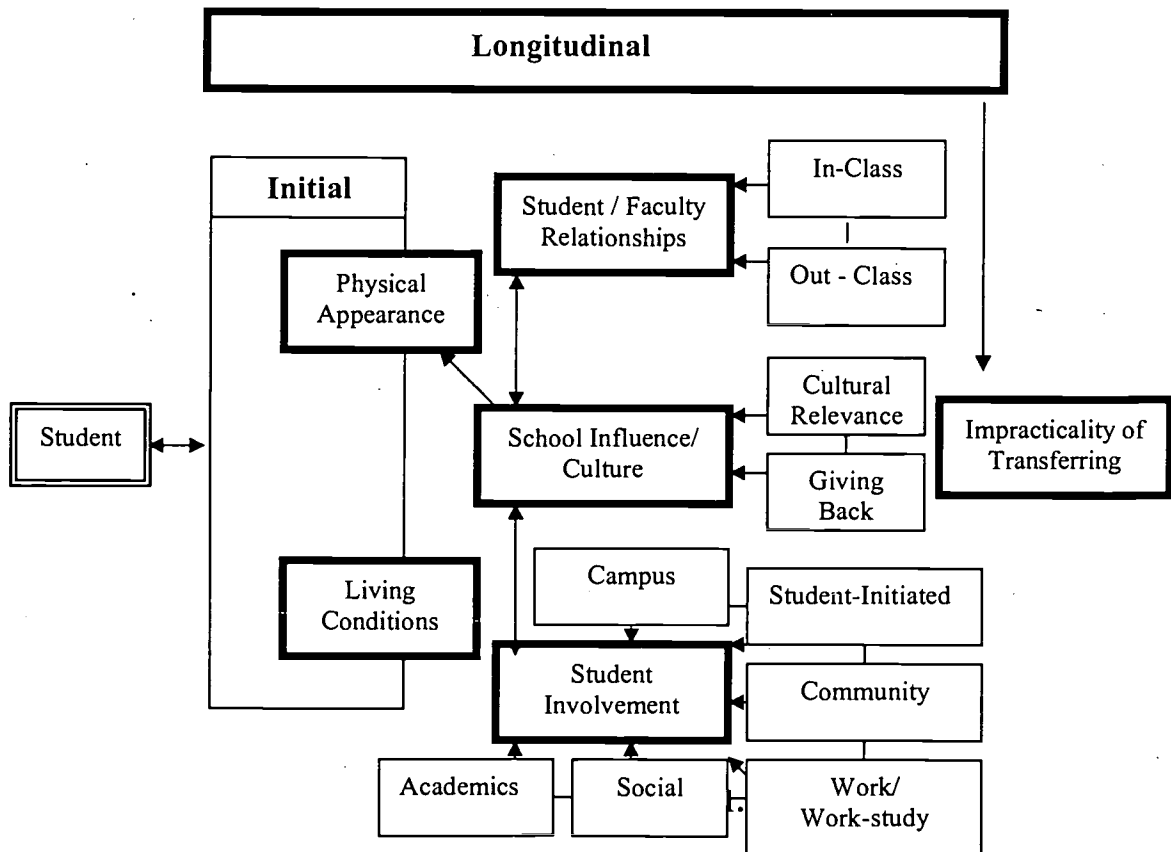 Longitudinal
Initial
In-Class
Student / Faculty
Relationships
Out - Class
Physical
Appearance
Student
School Influence/
Culture
Cultural
Relevance
Giving
Back
Impracticality of
Transferring
Living
Conditions
Campus
Student-Initiated
Student
Involvement
Community
Academics
Social
Work/
Work-study